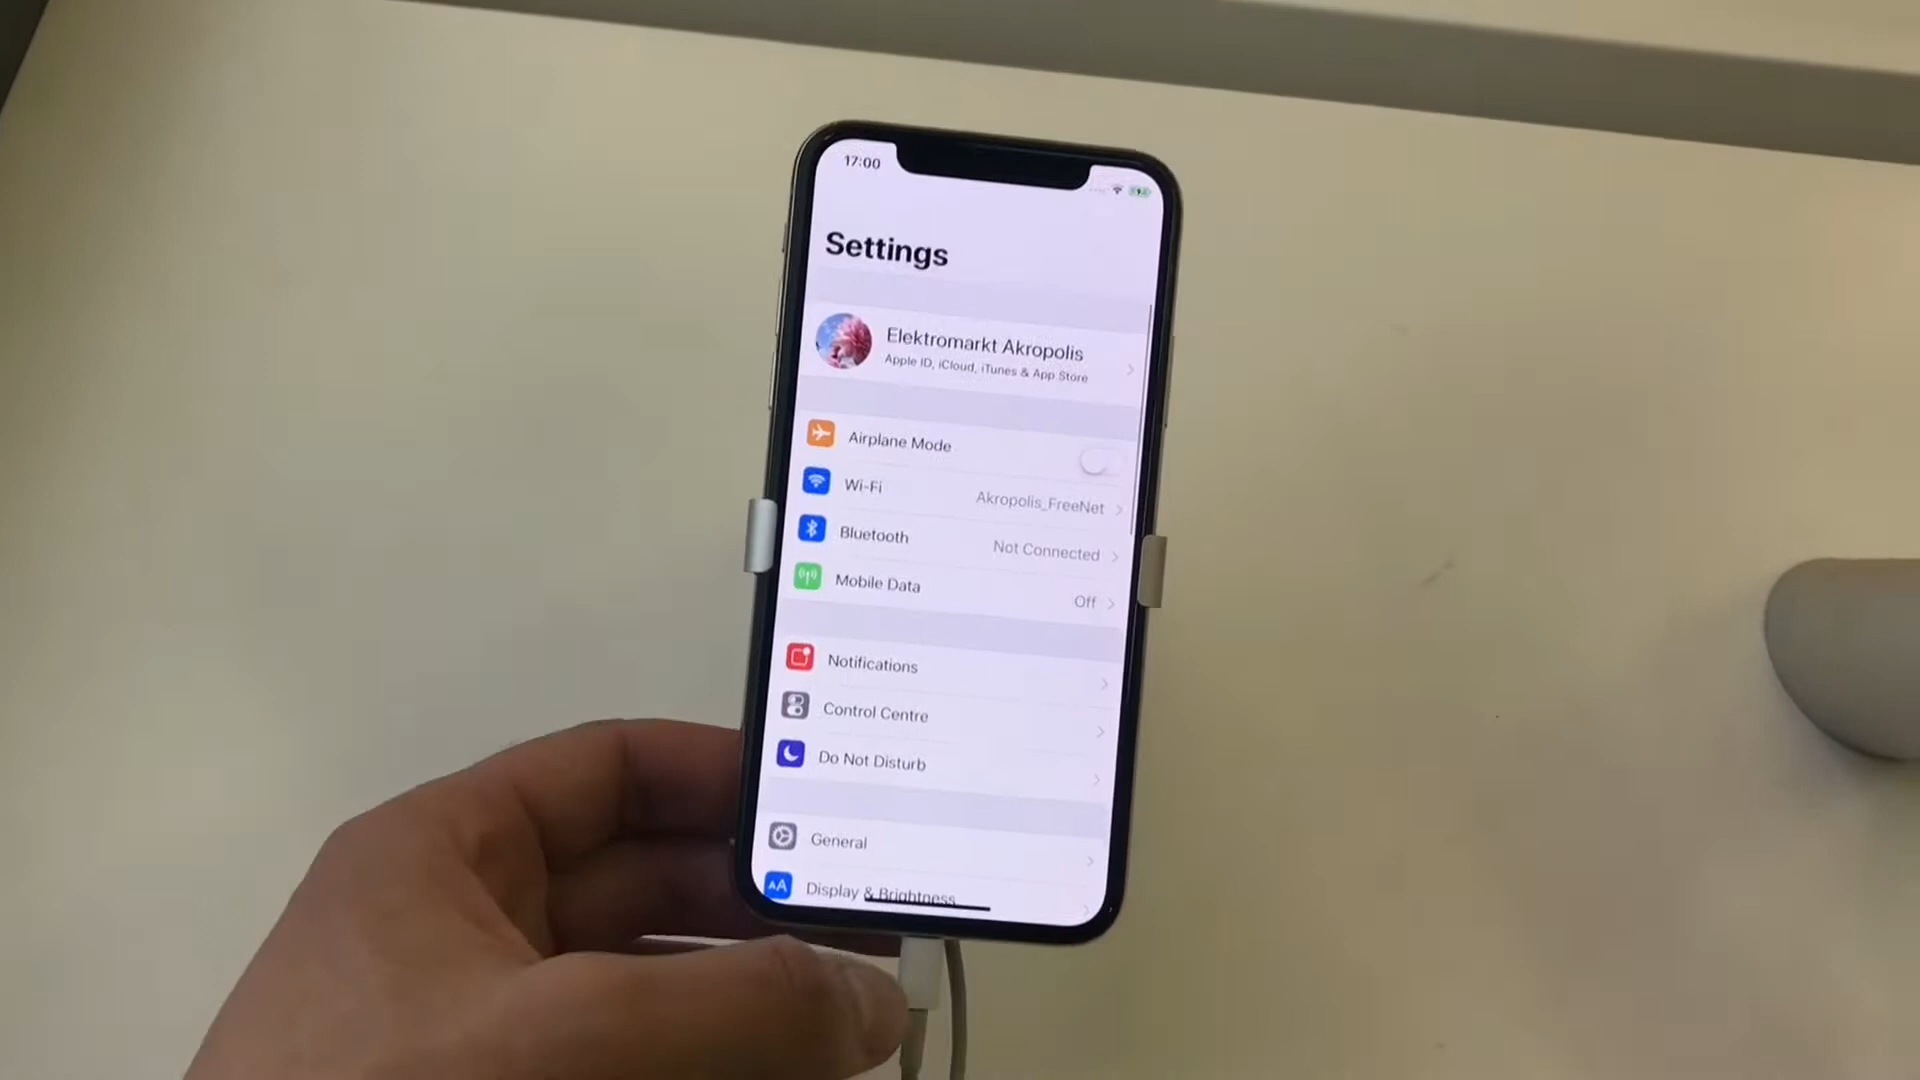 17:00
Settings
Elektromarkt Akropolis
Apple ID, iCloud, iTunes & App Store
Airplane Mode
Wi-Fi Akropolis_FreeNet
Bluetooth Not Connected
Mobile Data Off
Notifications
Control Centre
Do Not Disturb
General
AA Display & Brightness